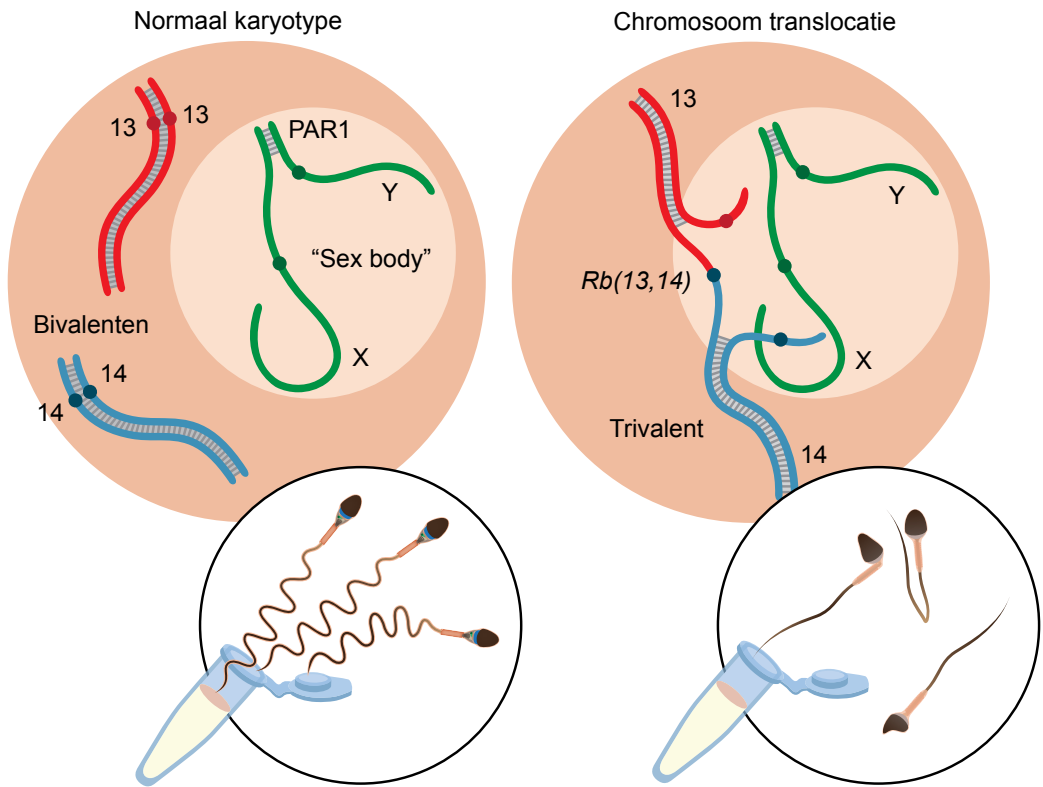 Normaal karyotype
13
13
PAR1
Y
“Sex body”
X
Bivalenten
14
14
Chromosoom translocatie
13
Y
Rb(13,14)
X
Trivalent
14